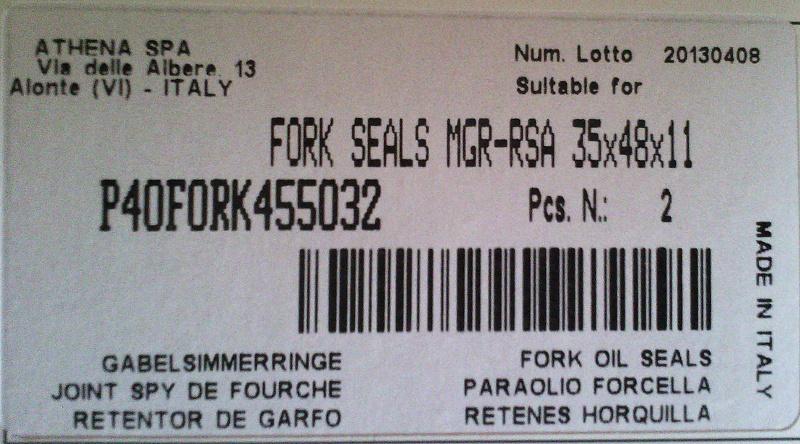 ATHENA SPA
Via delle Albere, 13
Alonte (VI) - ITALY
Num. Lotto 20130408
Suitable for
FORK SEALS MGR-RSA 35x48x11
P40FORK455032
Pcs. N.: 2
MADE IN ITALY
GABELSIMMERRINGE
JOINT SPY DE FOURCHE
RETENTOR DE GARFO
FORK OIL SEALS
PARAOLIO FORCELLA
RETENES HORQUILLA